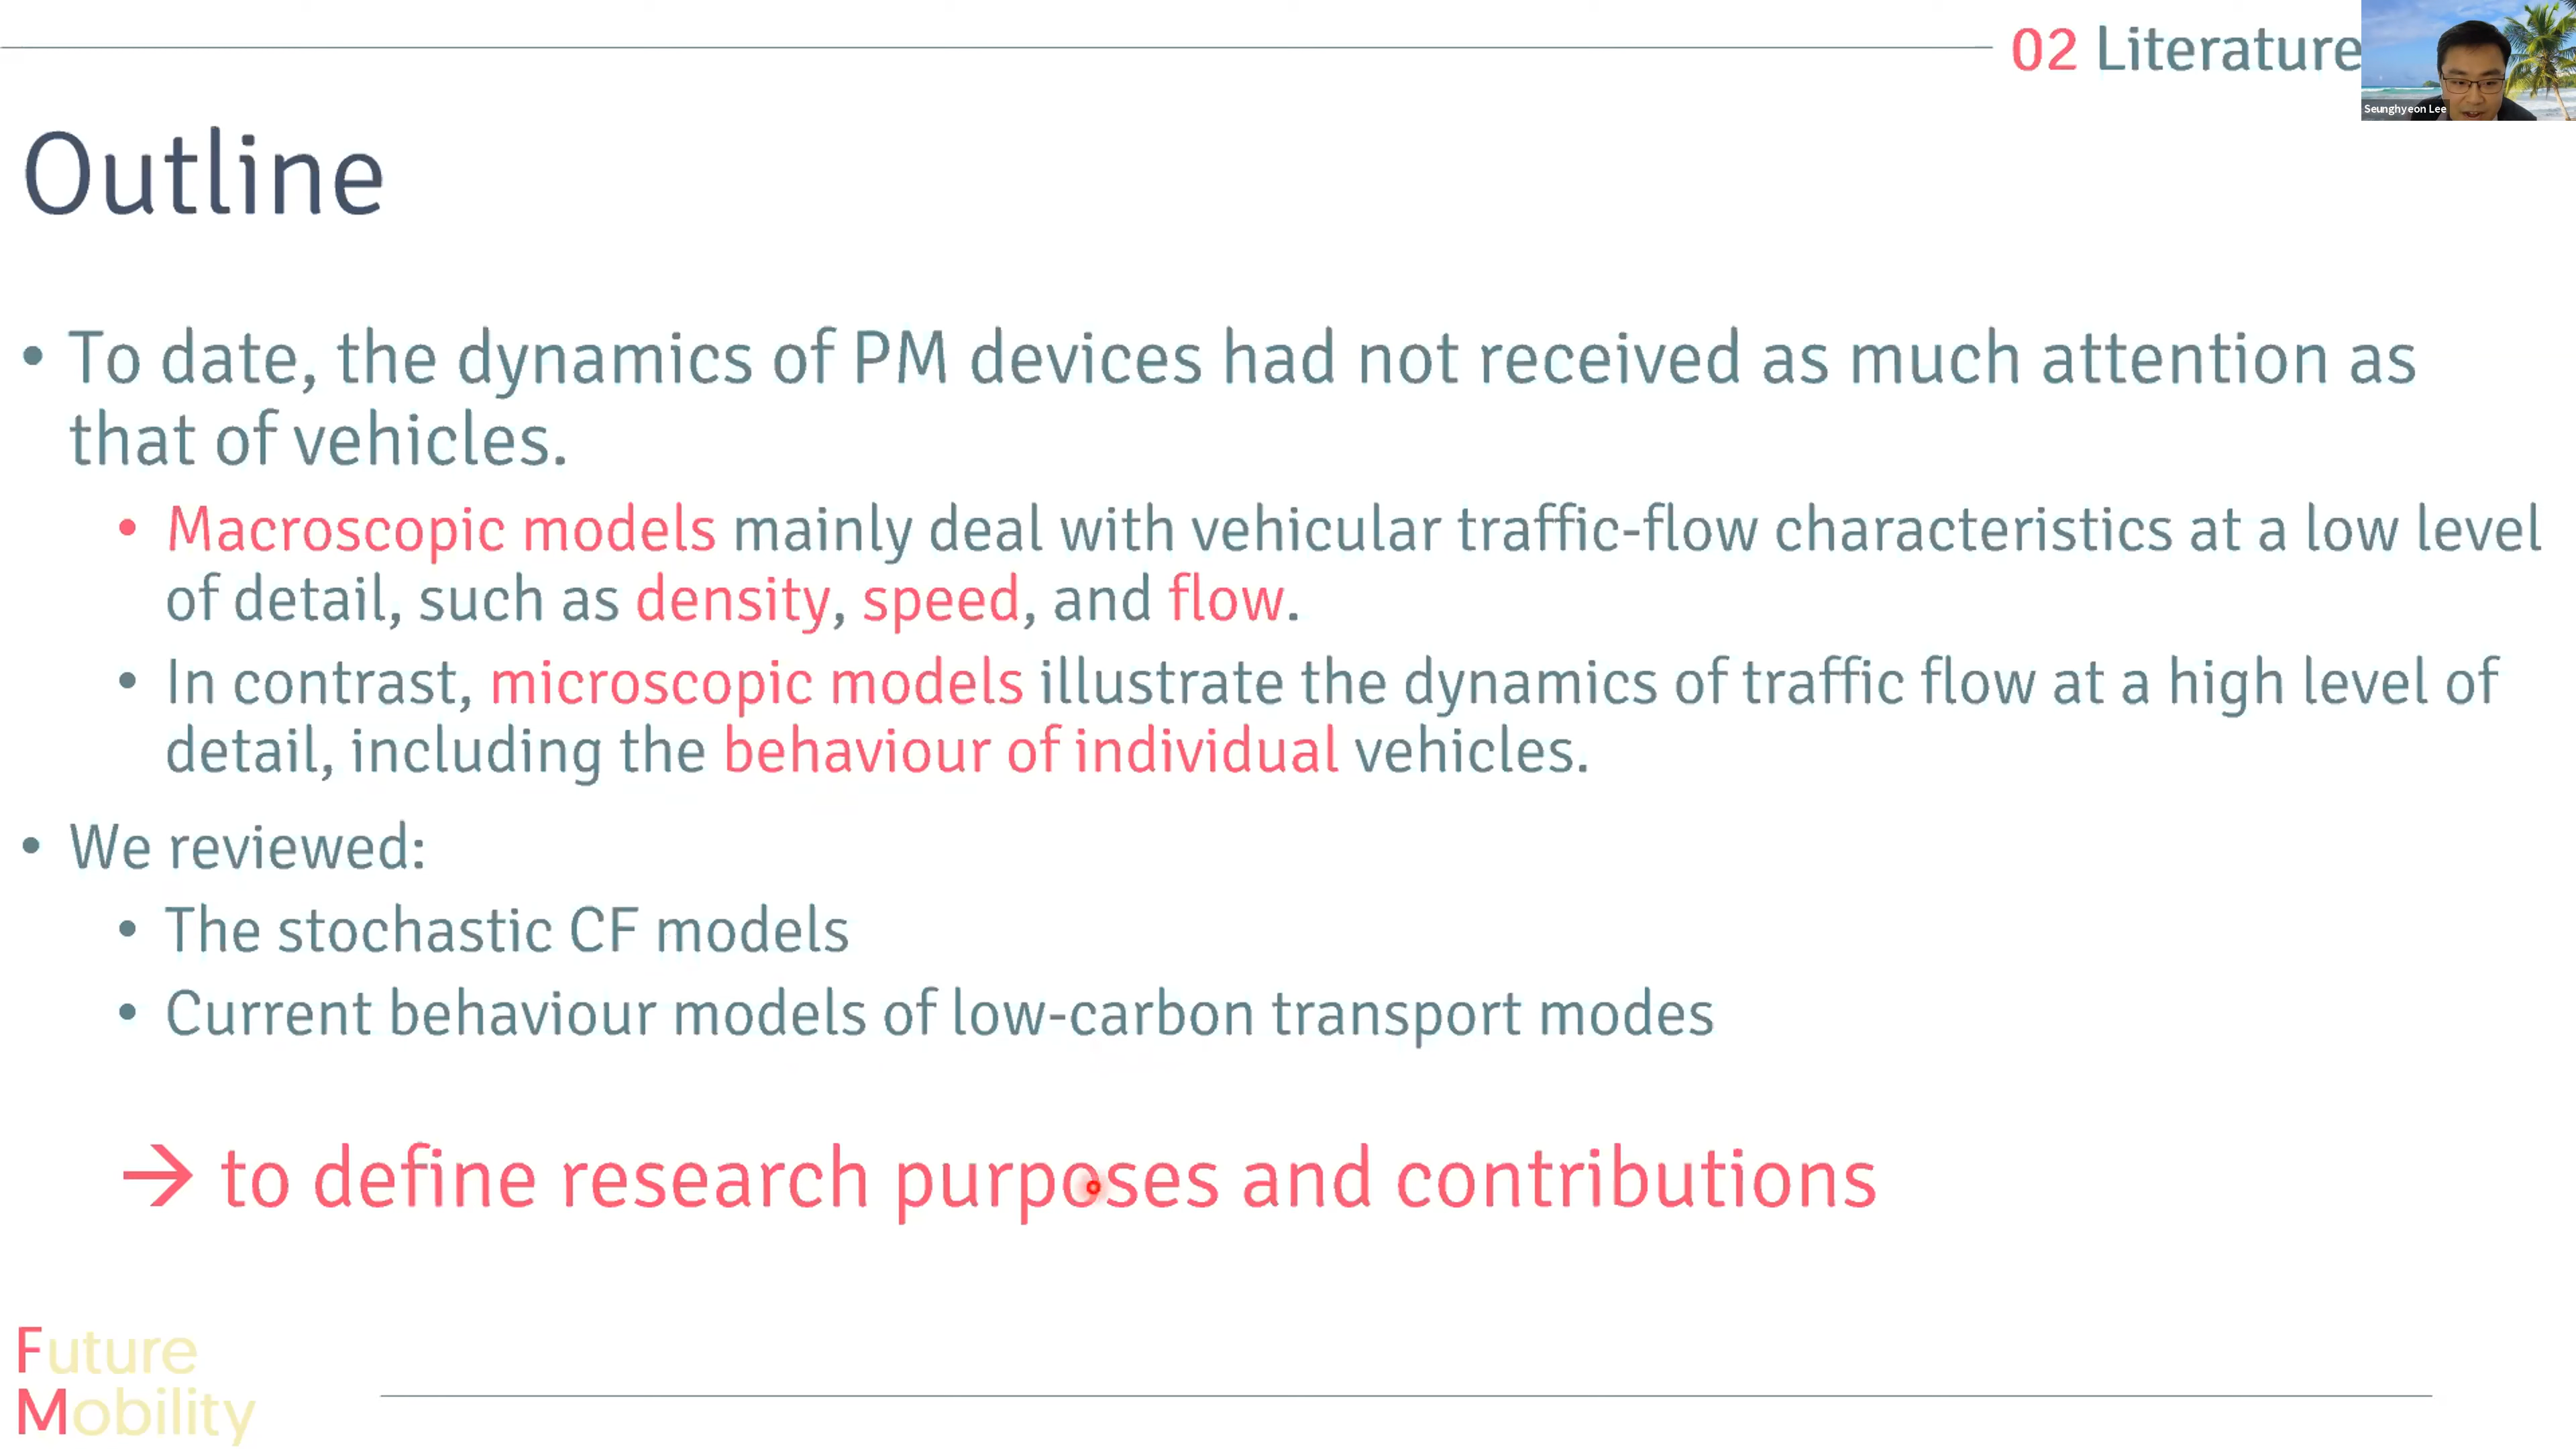 02 Literature
Seunghyeon Lee
Outline
• To date, the dynamics of PM devices had not received as much attention as
that of vehicles.
• Macroscopic models mainly deal with vehicular traffic-flow characteristics at a low level
of detail, such as density, speed, and flow.
• In contrast, microscopic models illustrate the dynamics of traffic flow at a high level of
detail, including the behaviour of individual vehicles.
• We reviewed:
• The stochastic CF models
• Current behaviour models of low-carbon transport modes
→ to define research purposes and contributions
Future
Mobility